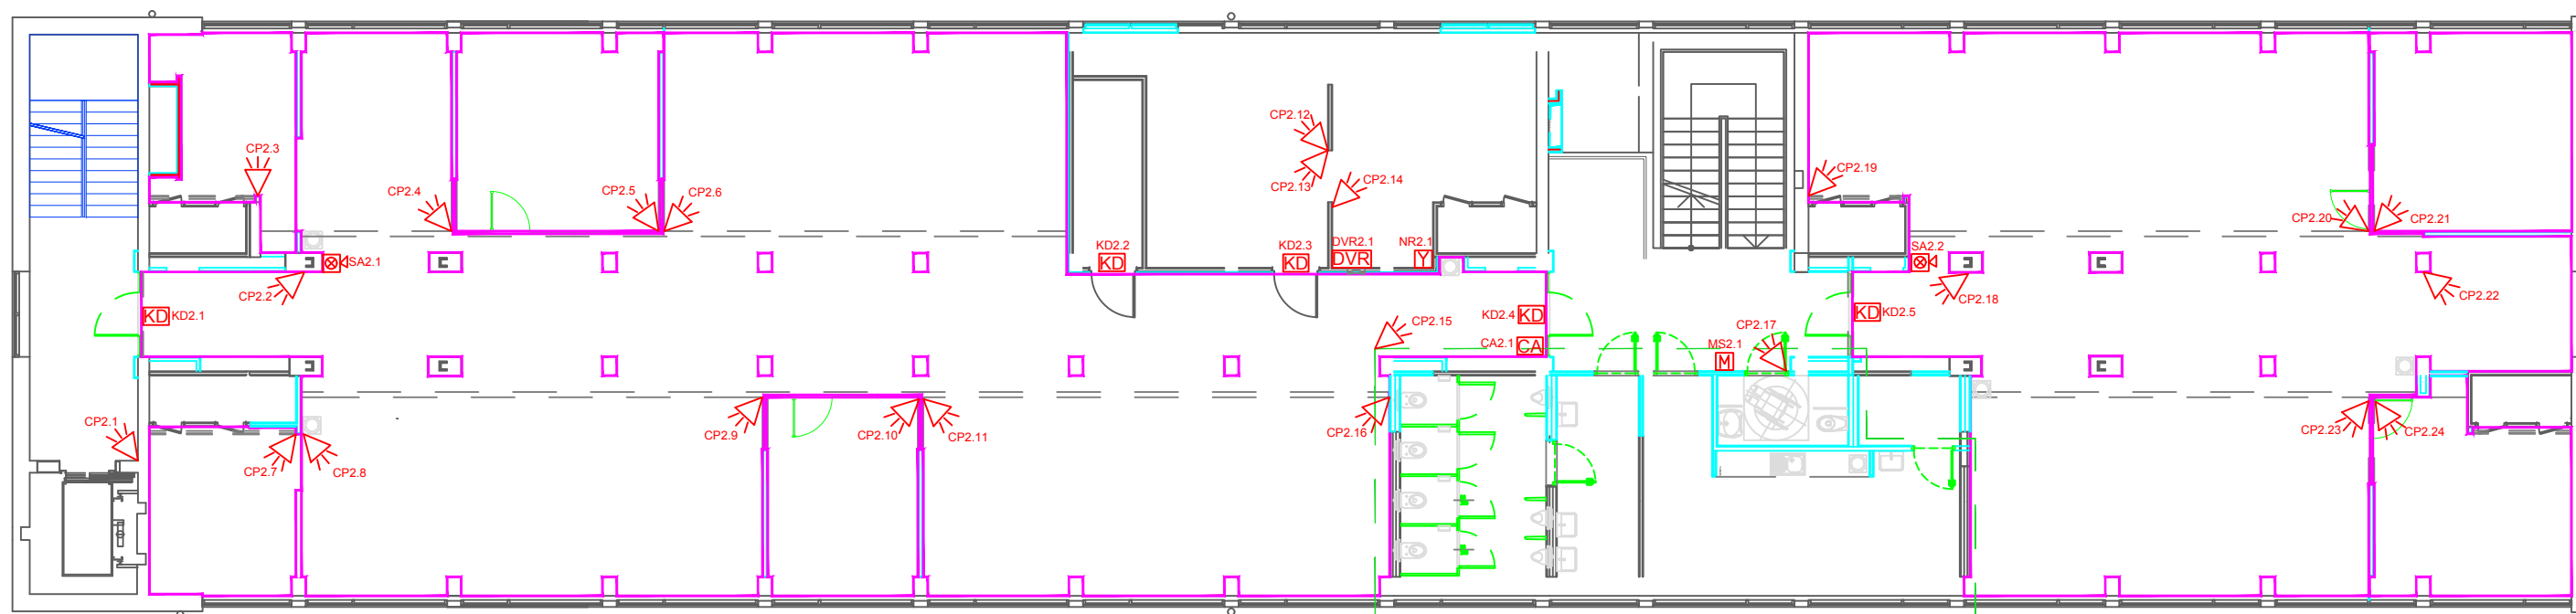 CP2.12
CP2.3
CP2.19
CP2.14
CP2.13
CP2.4
CP2.5
CP2.6
CP2.20
CP2.21
KD2.2
KD2.3
DVR2.1
NR2.1
SA2.2
KD
KD
DVR
Y
SA2.1
CP2.2
CP2.18
CP2.22
KD
KD2.1
KD2.4
KD
KD
KD2.5
CP2.15
CP2.17
CA2.1
CA
MS2.1
M
CP2.1
CP2.9
CP2.10
CP2.11
CP2.16
CP2.23
CP2.24
CP2.7
CP2.8